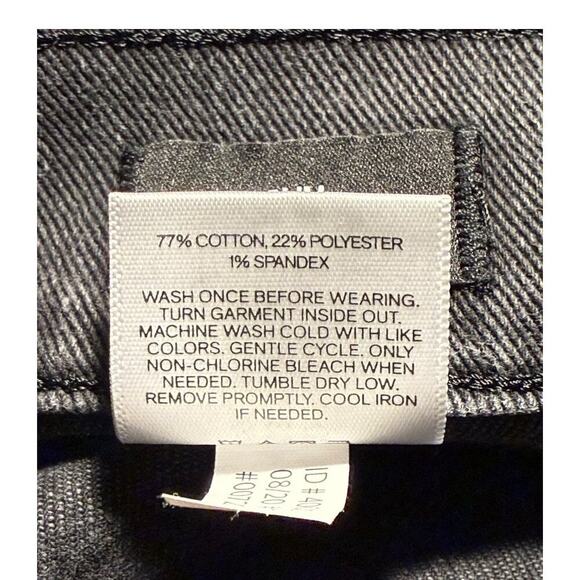 77% COTTON, 22% POLYESTER
1% SPANDEX
WASH ONCE BEFORE WEARING.
TURN GARMENT INSIDE OUT.
MACHINE WASH COLD WITH LIKE
COLORS. GENTLE CYCLE. ONLY
NON-CHLORINE BLEACH WHEN
NEEDED. TUMBLE DRY LOW.
REMOVE PROMPTLY. COOL IRON
IF NEEDED.
ID#